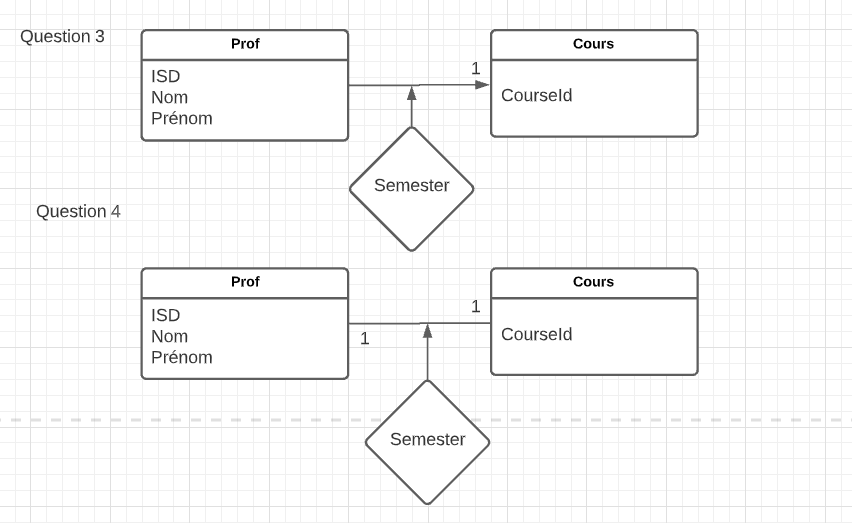 Question 3
Prof
Cours
ISD
Nom
Prénom
1
CourseId
Semester
Question 4
Prof
Cours
ISD
Nom
Prénom
1
1
CourseId
Semester